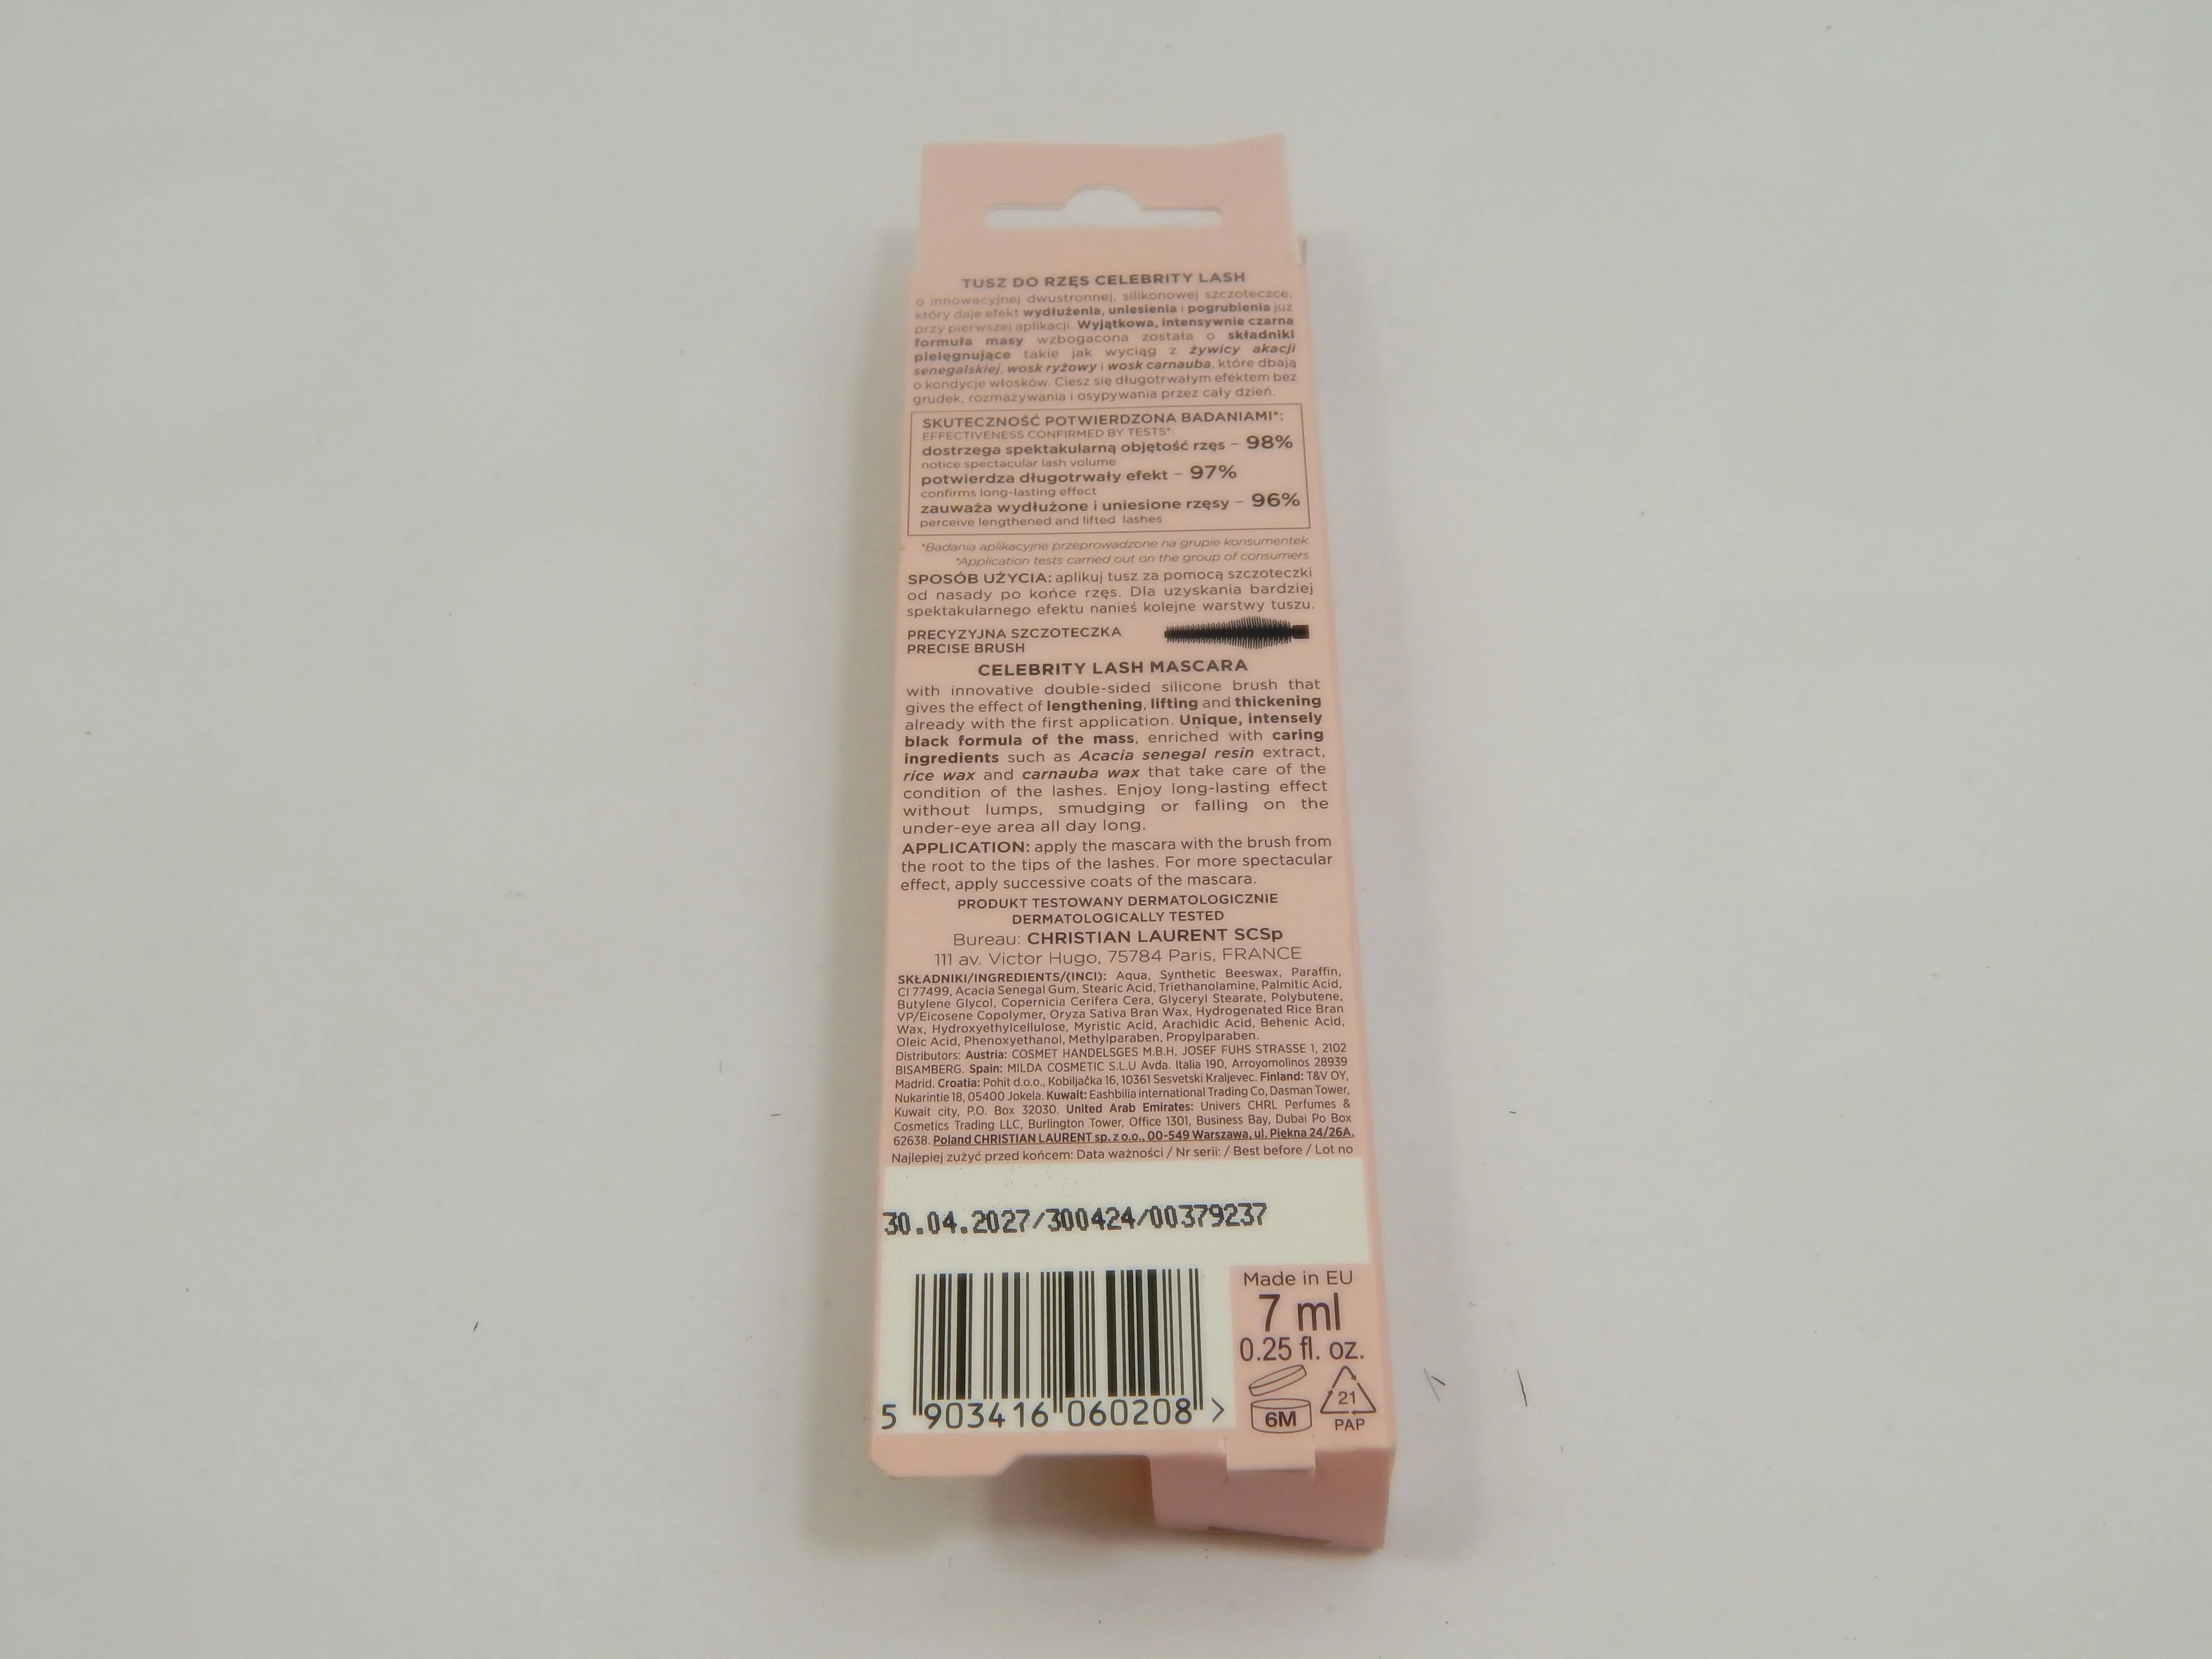 TUSZ DO RZĘS CELEBRITY LASH
o innowacyjnej dwustronnej, silikonowej szczoteczce,
który daje efekt wydłużenia, uniesienia i pogrubienia już
przy pierwszej aplikacji. Wyjątkowa, intensywnie czarna
formuła masy wzbogacona została o składniki
pielęgnujące takie jak wyciąg z żywicy akacji
senegalskiej, wosk ryżowy i wosk carnauba, które dbają
o kondycję włosków. Ciesz się długotrwałym efektem bez
grudek, rozmazywania i osypywania przez cały dzień.
SKUTECZNOŚĆ POTWIERDZONA BADANIAMI*:
EFFECTIVENESS CONFIRMED BY TESTS*:
dostrzega spektakularną objętość rzęs – 98%
notice spectacular lash volume
potwierdza długotrwały efekt – 97%
confirms long-lasting effect
zauważa wydłużone i uniesione rzęsy – 96%
perceive lengthened and lifted lashes
*Badania aplikacyjne przeprowadzone na grupie konsumentek.
*Application tests carried out on the group of consumers.
SPOSÓB UŻYCIA: aplikuj tusz za pomocą szczoteczki
od nasady po końce rzęs. Dla uzyskania bardziej
spektakularnego efektu nanieś kolejne warstwy tuszu.
PRECYZYJNA SZCZOTECZKA
PRECISE BRUSH
CELEBRITY LASH MASCARA
with innovative double-sided silicone brush that
gives the effect of lengthening, lifting and thickening
already with the first application. Unique, intensely
black formula of the mass, enriched with caring
ingredients such as Acacia senegal resin extract,
rice wax and carnauba wax that take care of the
condition of the lashes. Enjoy long-lasting effect
without lumps, smudging or falling on the
under-eye area all day long.
APPLICATION: apply the mascara with the brush from
the root to the tips of the lashes. For more spectacular
effect, apply successive coats of the mascara.
PRODUKT TESTOWANY DERMATOLOGICZNIE
DERMATOLOGICALLY TESTED
Bureau: CHRISTIAN LAURENT SCSp
111 av. Victor Hugo, 75784 Paris, FRANCE
SKŁADNIKI/INGREDIENTS/(INCI): Aqua, Synthetic Beeswax, Paraffin,
CI 77499, Acacia Senegal Gum, Stearic Acid, Triethanolamine, Palmitic Acid,
Butylene Glycol, Copernicia Cerifera Cera, Glyceryl Stearate, Polybutene,
VP/Eicosene Copolymer, Oryza Sativa Bran Wax, Hydrogenated Rice Bran
Wax, Hydroxyethylcellulose, Myristic Acid, Arachidic Acid, Behenic Acid,
Oleic Acid, Phenoxyethanol, Methylparaben, Propylparaben.
Distributors: Austria: COSMET HANDELSGES M.B.H, JOSEF FUHS STRASSE 1, 2102
BISAMBERG. Spain: MILDA COSMETIC S.L.U Avda. Italia 190, Arroyomolinos 28939
Madrid. Croatia: Pohit d.o.o., Kobiljačka 16, 10361 Sesvetski Kraljevec. Finland: T&V OY,
Nukarintie 18, 05400 Jokela. Kuwait: Eashbilia international Trading Co, Dasman Tower,
Kuwait city, P.O. Box 32030. United Arab Emirates: Univers CHRL Perfumes &
Cosmetics Trading LLC, Burlington Tower, Office 1301, Business Bay, Dubai Po Box
62638. Poland CHRISTIAN LAURENT sp. z o.o., 00-549 Warszawa, ul. Piękna 24/26A.
Najlepiej zużyć przed końcem: Data ważności / Nr serii: / Best before / Lot no
30.04.2027/300424/00379237
Made in EU
7 ml
0.25 fl. oz.
6M
21
PAP
5 903416 060208 >